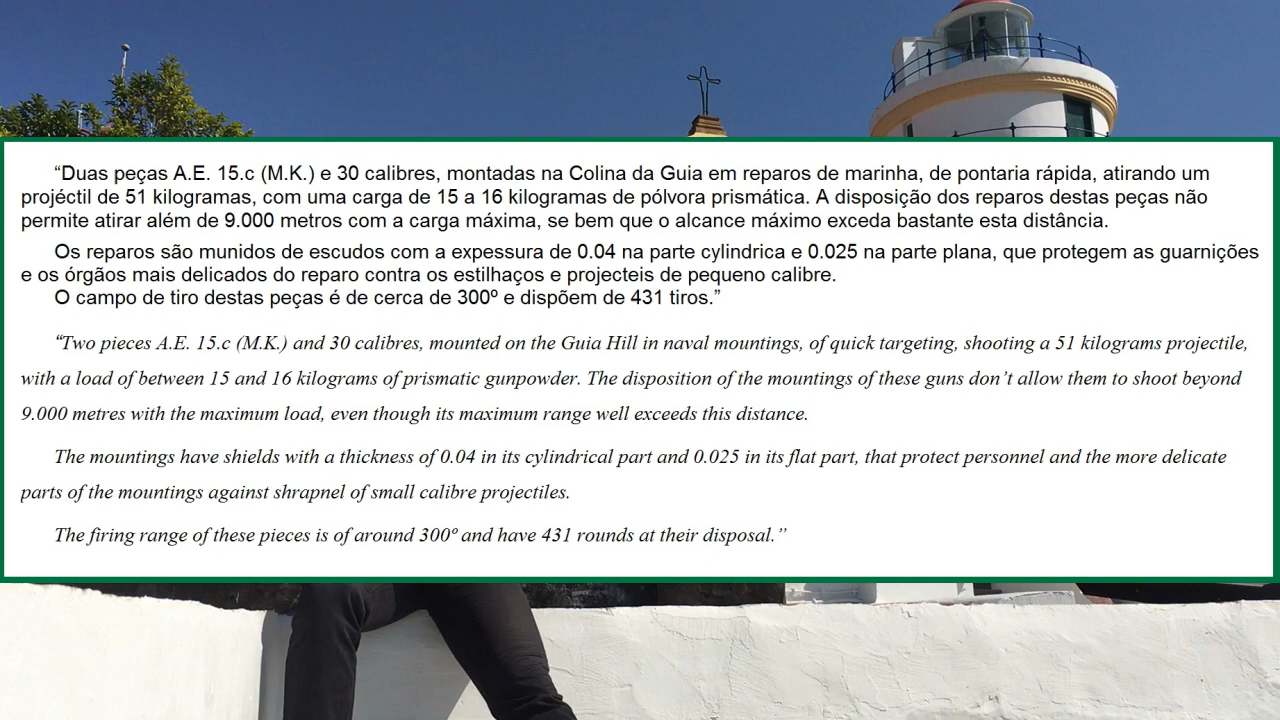 “Duas peças A.E. 15.c (M.K.) e 30 calibres, montadas na Colina da Guia em reparos de marinha, de pontaria rápida, atirando um
projéctil de 51 kilogramas, com uma carga de 15 a 16 kilogramas de pólvora prismática. A disposição dos reparos destas peças não
permite atirar além de 9.000 metros com a carga máxima, se bem que o alcance máximo exceda bastante esta distância.
Os reparos são munidos de escudos com a expessura de 0.04 na parte cylindrica e 0.025 na parte plana, que protegem as guarnições
e os órgãos mais delicados do reparo contra os estilhaços e projecteis de pequeno calibre.
O campo de tiro destas peças é de cerca de 300º e dispõem de 431 tiros.”
“Two pieces A.E. 15.c (M.K.) and 30 calibres, mounted on the Guia Hill in naval mountings, of quick targeting, shooting a 51 kilograms projectile,
with a load of between 15 and 16 kilograms of prismatic gunpowder. The disposition of the mountings of these guns don’t allow them to shoot beyond
9.000 metres with the maximum load, even though its maximum range well exceeds this distance.
The mountings have shields with a thickness of 0.04 in its cylindrical part and 0.025 in its flat part, that protect personnel and the more delicate
parts of the mountings against shrapnel of small calibre projectiles.
The firing range of these pieces is of around 300º and have 431 rounds at their disposal.”